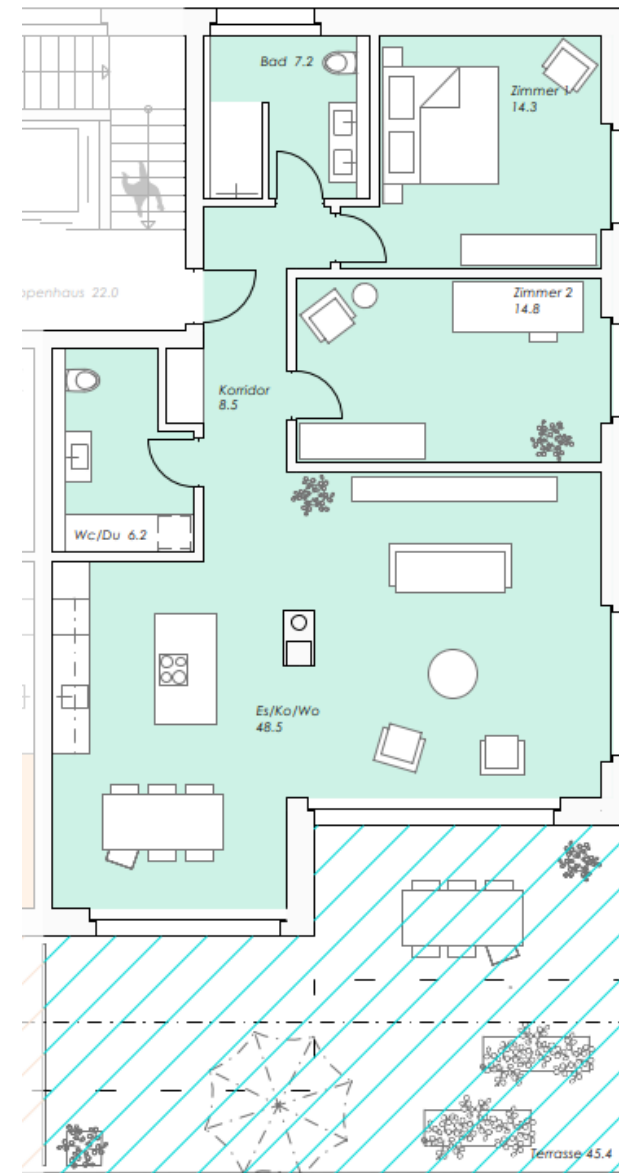 Bad 7.2
Zimmer 1
14.3
ppenhaus 22.0
Zimmer 2
14.8
Korridor
8.5
Wc/Du 6.2
Es/Ko/Wo
48.5
Terrasse 45.4